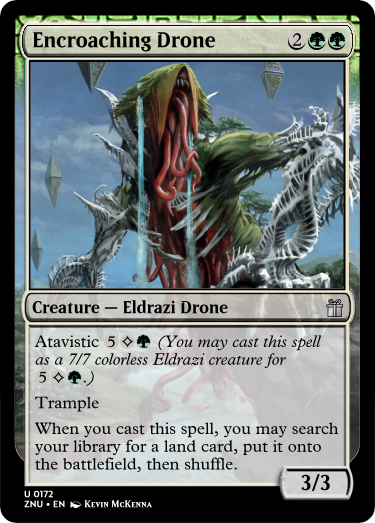 Encroaching Drone 2
Creature — Eldrazi Drone
Atavistic 5 (You may cast this spell
as a 7/7 colorless Eldrazi creature for
5 .)
Trample
When you cast this spell, you may search
your library for a land card, put it onto
the battlefield, then shuffle.
3/3
U 0172
ZNU • EN Kevin McKenna